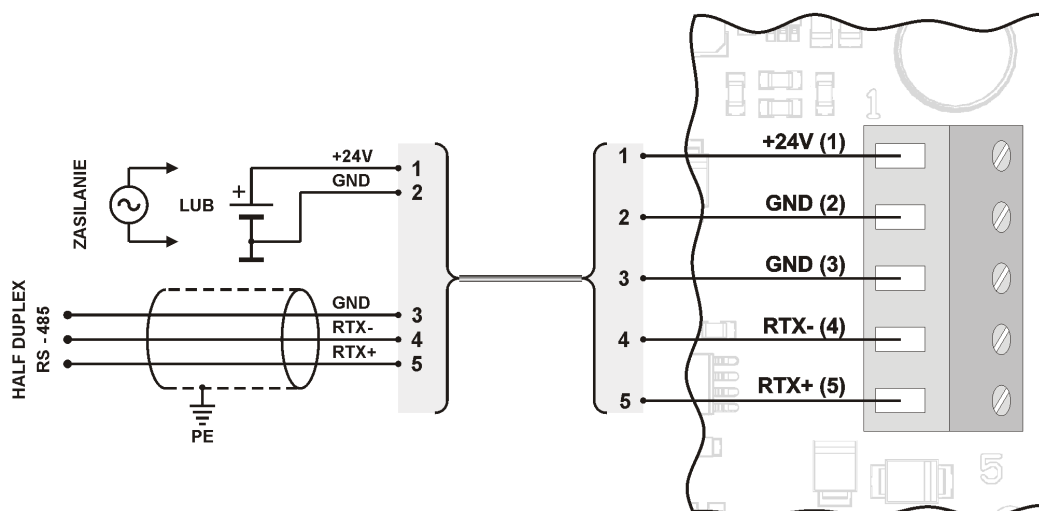 ZASILANIE
LUB
+
+24V
GND
1
2
HALF DUPLEX
RS - 485
GND
RTX-
RTX+
3
4
5
PE
1
2
3
4
5
+24V (1)
GND (2)
GND (3)
RTX- (4)
RTX+ (5)
1
5